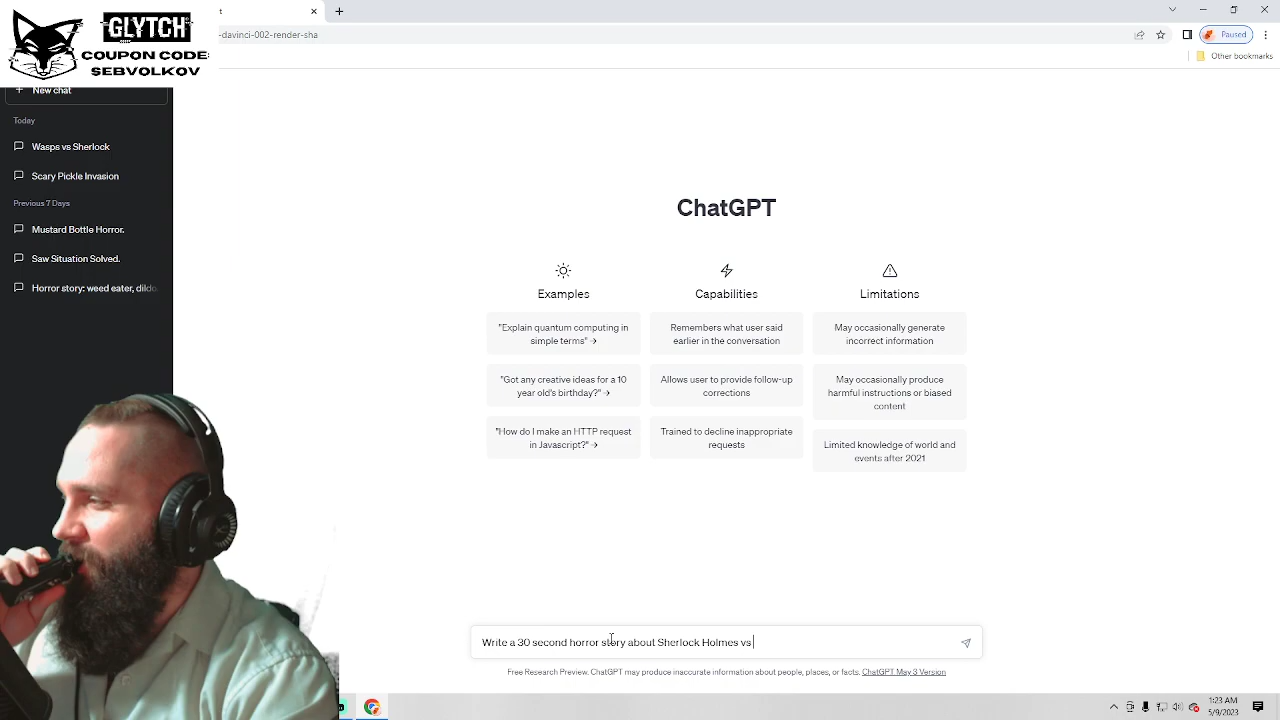 t
GLYTCH
COUPON CODE:
SEBVOLKOV
-davinci-002-render-sha
Paused
Other bookmarks
New chat
Today
Wasps vs Sherlock
Scary Pickle Invasion
Previous 7 Days
Mustard Bottle Horror.
Saw Situation Solved.
Horror story: weed eater, dildo
ChatGPT
Examples
Capabilities
Limitations
"Explain quantum computing in
simple terms" →
Remembers what user said
earlier in the conversation
May occasionally generate
incorrect information
"Got any creative ideas for a 10
year old's birthday?" →
Allows user to provide follow-up
corrections
May occasionally produce
harmful instructions or biased
content
"How do I make an HTTP request
in Javascript?" →
Trained to decline inappropriate
requests
Limited knowledge of world and
events after 2021
Write a 30 second horror story about Sherlock Holmes vs
Free Research Preview. ChatGPT may produce inaccurate information about people, places, or facts. ChatGPT May 3 Version
1:23 AM
5/9/2023